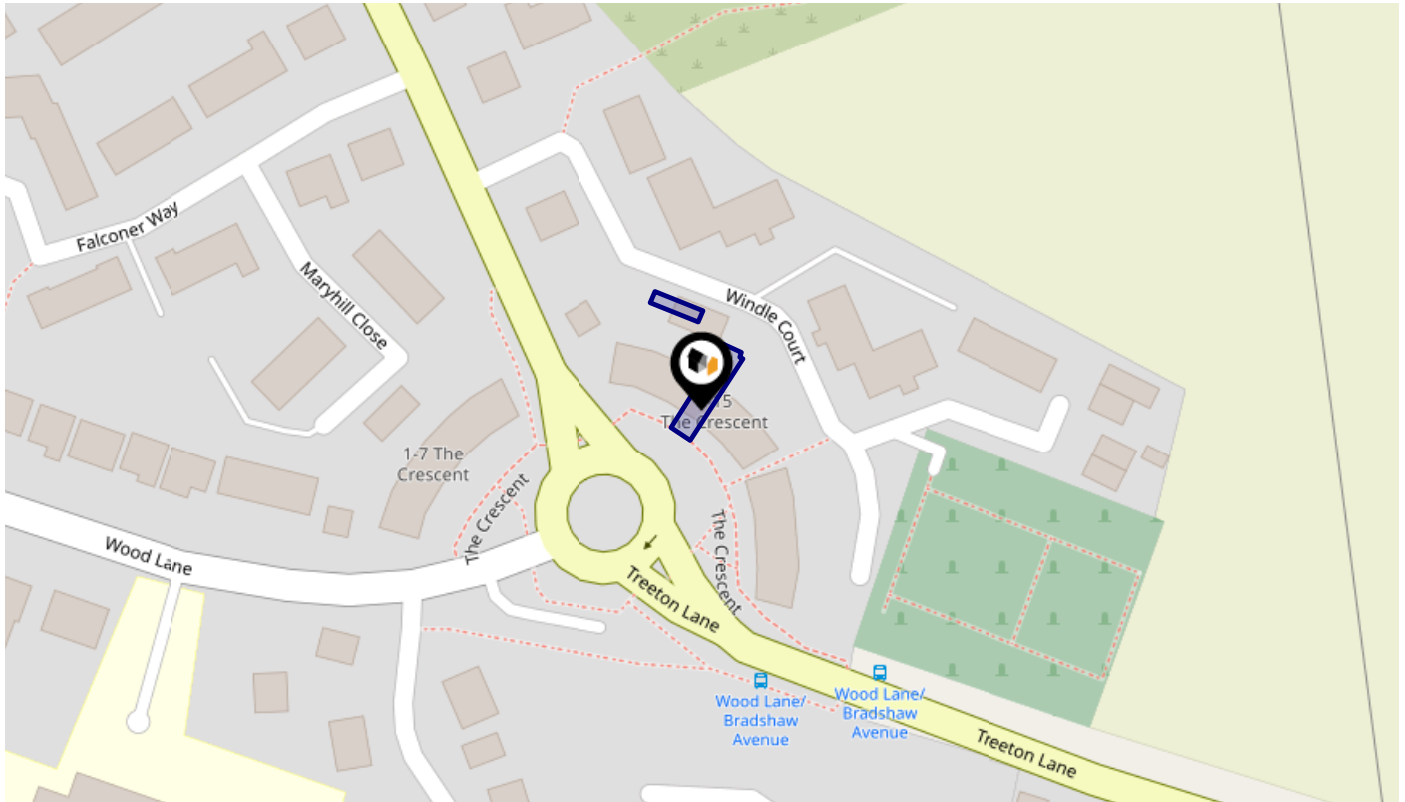 Falconer Way
Maryhill Close
Windle Court
15
The Crescent
1-7 The
Crescent
The Crescent
The Crescent
Wood Lane
Treeton Lane
Wood Lane/
Bradshaw
Avenue
Wood Lane/
Bradshaw
Avenue
Treeton Lane